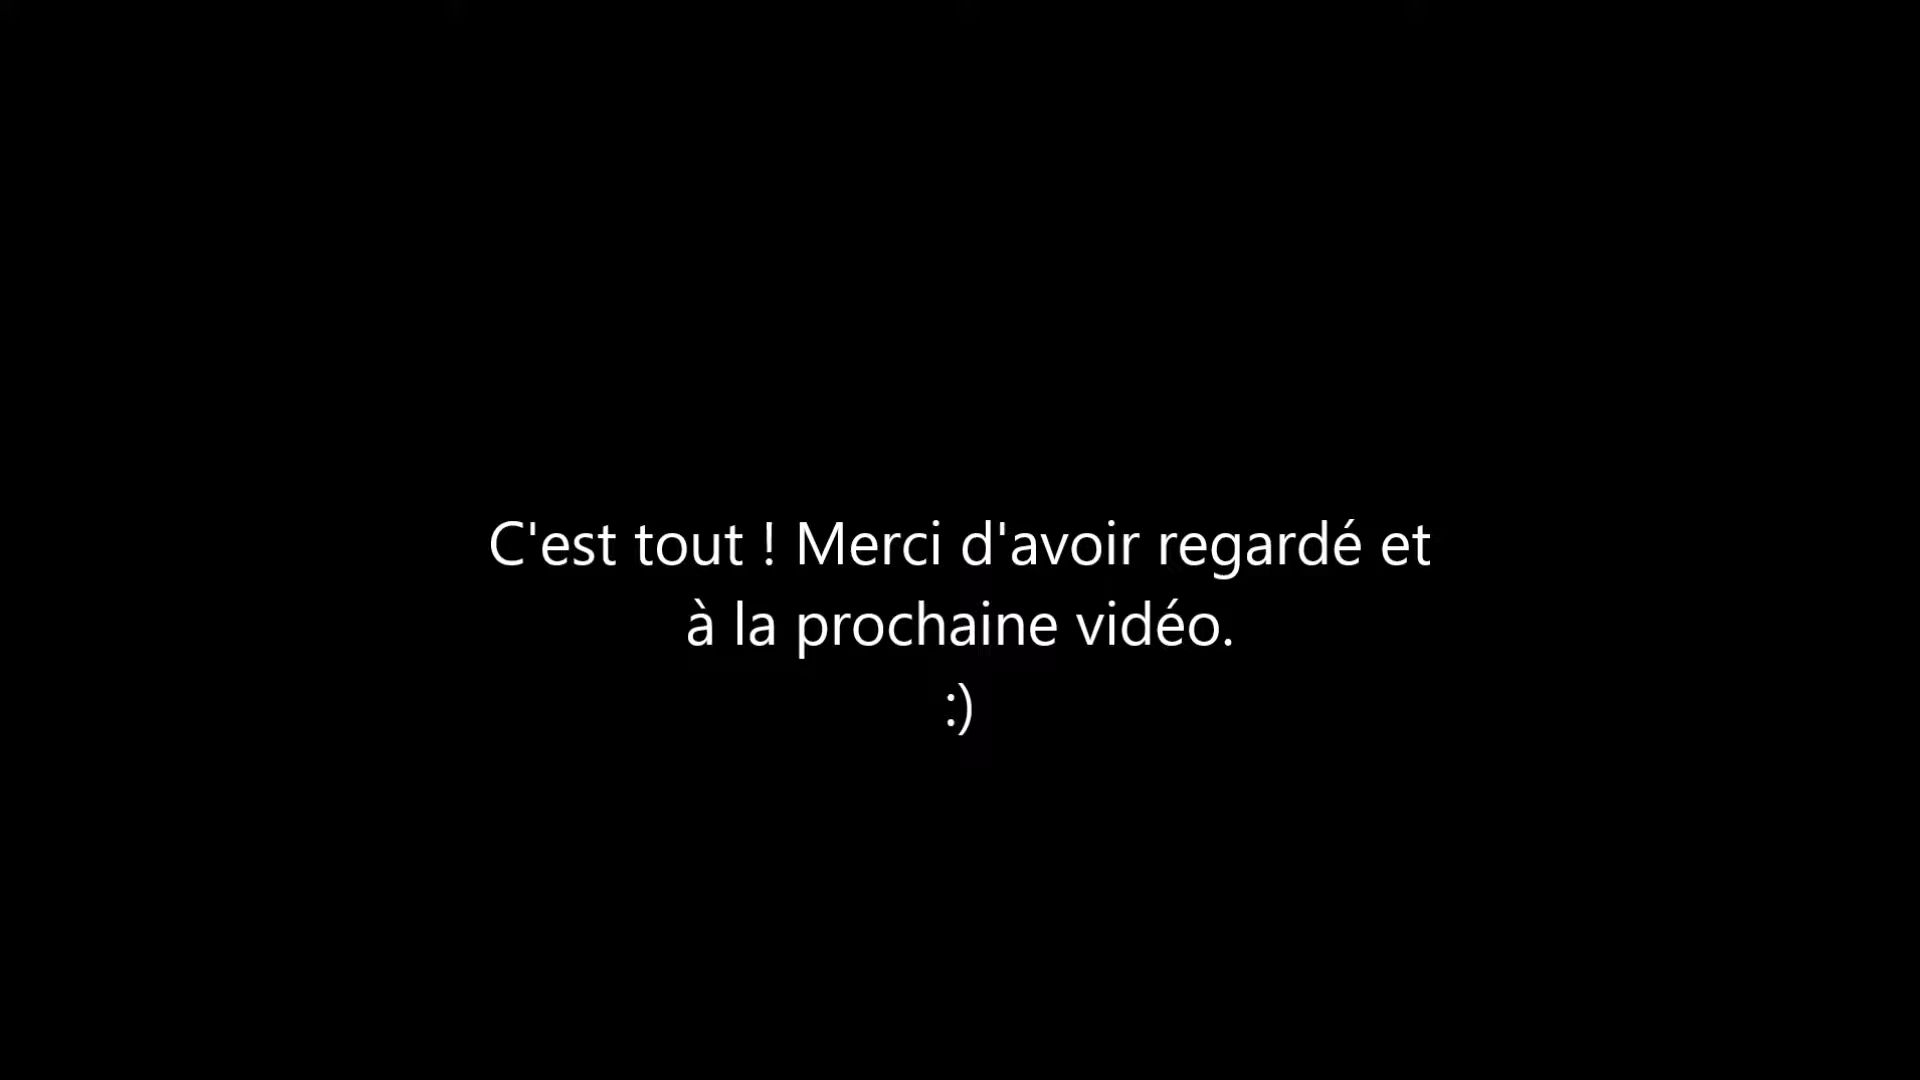 C'est tout ! Merci d'avoir regardé et
à la prochaine vidéo.
:)